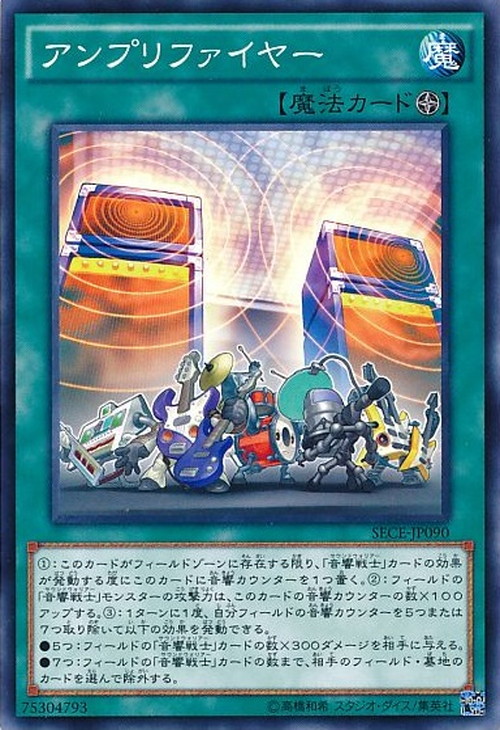 アンプリファイヤー
魔
【魔法カード】
SECE-JP090
①:このカードがフィールドゾーンに存在する限り、「音響戦士」カードの効果
が発動する度にこのカードに音響カウンターを1つ置く。②:フィールドの
「音響戦士」モンスターの攻撃力は、このカードの音響カウンターの数×100
アップする。③:1ターンに1度、自分フィールドの音響カウンターを5つまたは
7つ取り除いて以下の効果を発動できる。
●5つ:フィールドの「音響戦士」カードの数×300ダメージを相手に与える。
●7つ:フィールドの「音響戦士」カードの数まで、相手のフィールド・墓地の
カードを選んで除外する。
75304793
©高橋和希 スタジオ・ダイス/集英社